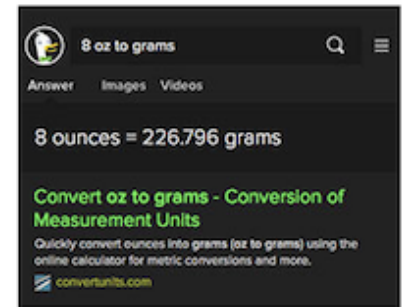 8 oz to grams
Answer Images Videos
8 ounces = 226.796 grams
Convert oz to grams - Conversion of
Measurement Units
Quickly convert ounces into grams (oz to grams) using the
online calculator for metric conversions and more.
convertunits.com